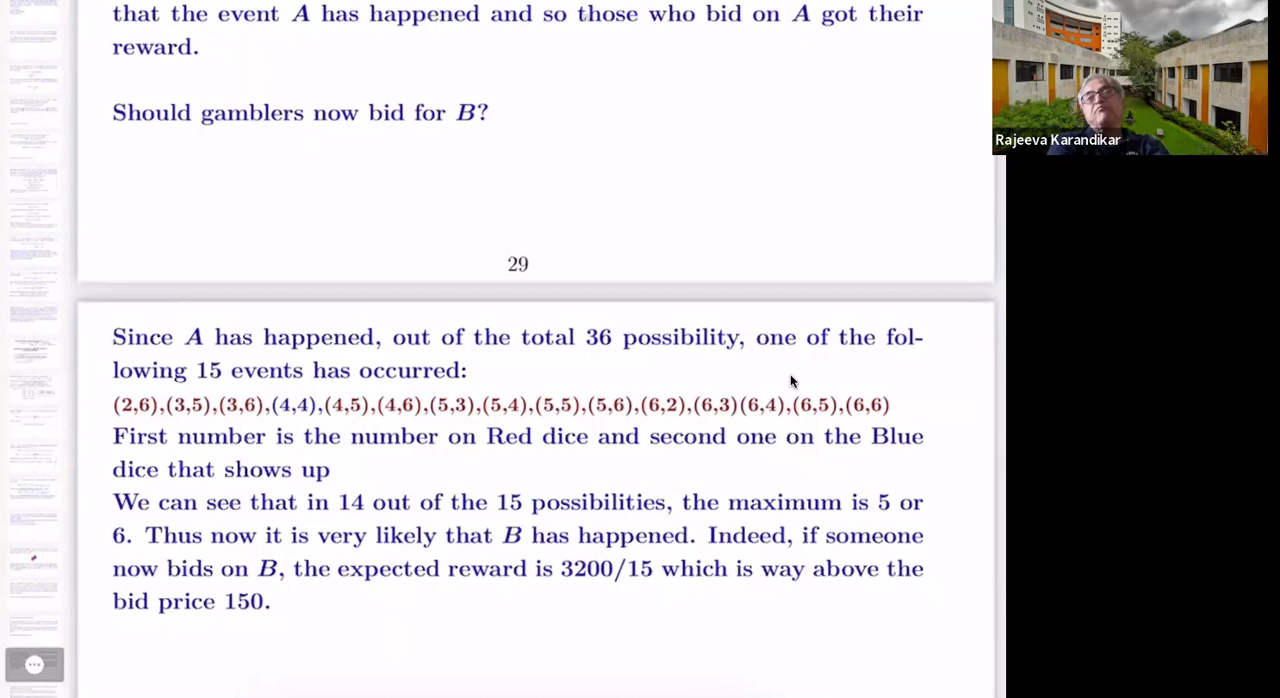 that the event A has happened and so those who bid on A got their
reward.
Should gamblers now bid for B?
29
Since A has happened, out of the total 36 possibility, one of the fol-
lowing 15 events has occurred:
(2,6),(3,5),(3,6),(4,4),(4,5),(4,6),(5,3),(5,4),(5,5),(5,6),(6,2),(6,3)(6,4),(6,5),(6,6)
First number is the number on Red dice and second one on the Blue
dice that shows up
We can see that in 14 out of the 15 possibilities, the maximum is 5 or
6. Thus now it is very likely that B has happened. Indeed, if someone
now bids on B, the expected reward is 3200/15 which is way above the
bid price 150.
Rajeeva Karandikar